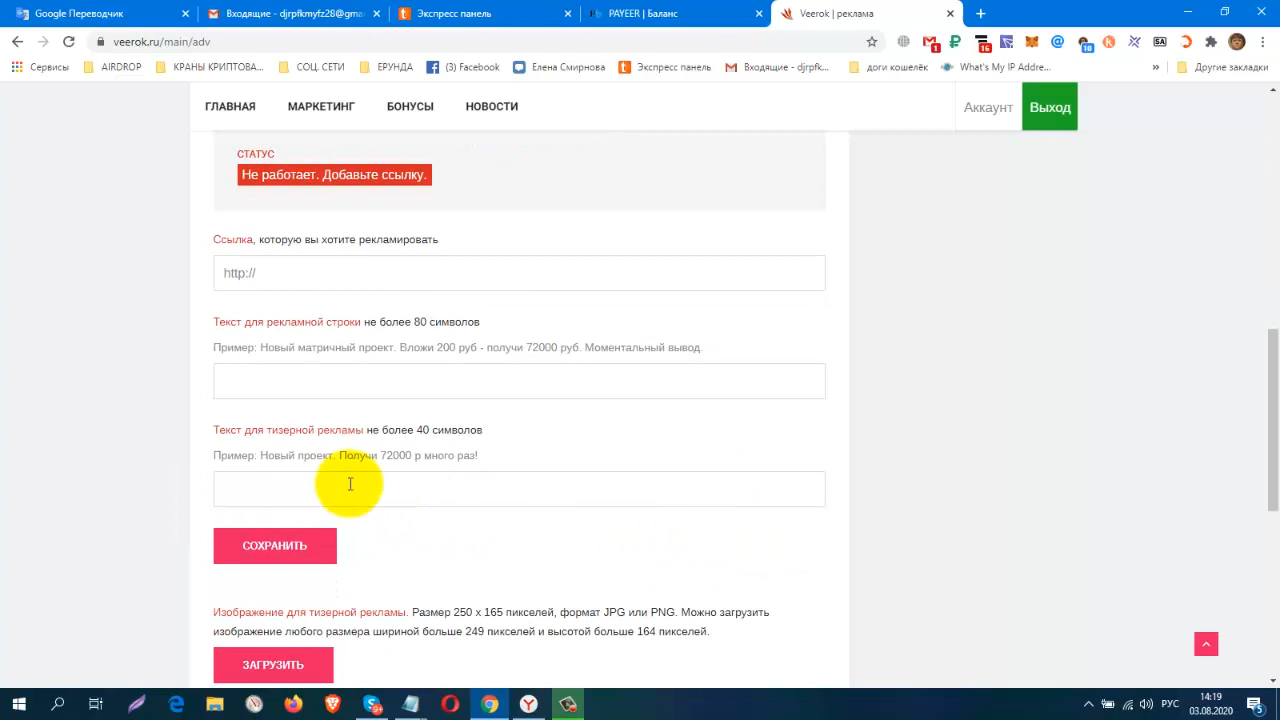 Google Переводчик
Входящие - djrpfkmyfz28@gma
Экспресс панель
PAYEER | Баланс
Veerok | реклама
veerok.ru/main/adv
1
16
10
Сервисы
AIRDROP
КРАНЫ КРИПТОВА...
СОЦ. СЕТИ
ЕРУНДА
(3) Facebook
Елена Смирнова
Экспресс панель
Входящие - djrpfk...
доги кошелёк
What's My IP Addre...
»
Другие закладки
ГЛАВНАЯ
МАРКЕТИНГ
БОНУСЫ
НОВОСТИ
Аккаунт
Выход
СТАТУС
Не работает. Добавьте ссылку.
Ссылка, которую вы хотите рекламировать
http://
Текст для рекламной строки не более 80 символов
Пример: Новый матричный проект. Вложи 200 руб - получи 72000 руб. Моментальный вывод.
Текст для тизерной рекламы не более 40 символов
Пример: Новый проект. Получи 72000 р много раз!
СОХРАНИТЬ
Изображение для тизерной рекламы. Размер 250 х 165 пикселей, формат JPG или PNG. Можно загрузить
изображение любого размера шириной больше 249 пикселей и высотой больше 164 пикселей.
ЗАГРУЗИТЬ
РУС
14:19
03.08.2020